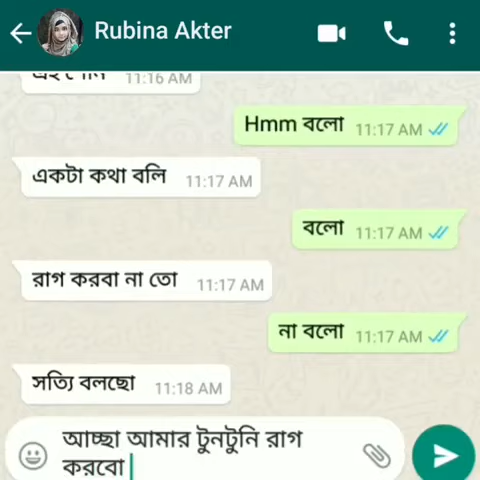 Rubina Akter
11:16 AM
Hmm বলো 11:17 AM
একটা কথা বলি 11:17 AM
বলো 11:17 AM
রাগ করবা না তো 11:17 AM
না বলো 11:17 AM
সত্যি বলছো 11:18 AM
আচ্ছা আমার টুনটুনি রাগ
করবো